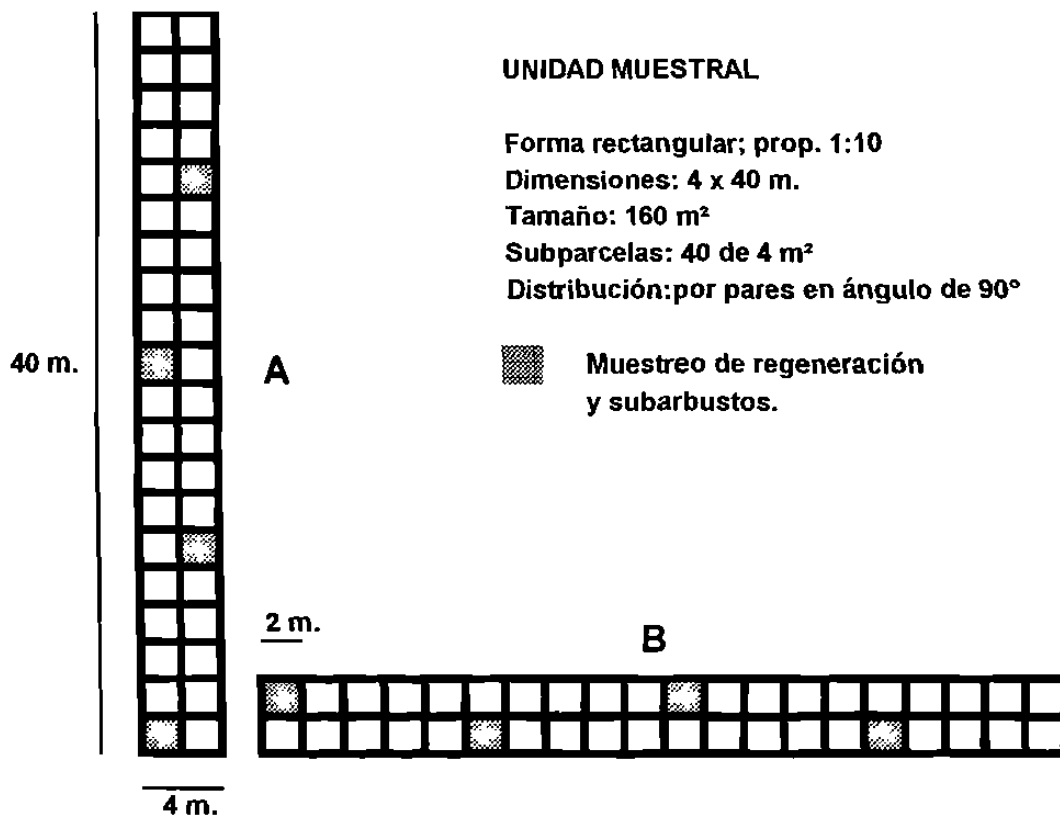 UNIDAD MUESTRAL
Forma rectangular; prop. 1:10
Dimensiones: 4 x 40 m.
Tamaño: 160 m²
Subparcelas: 40 de 4 m²
Distribución:por pares en ángulo de 90°
Muestreo de regeneración
y subarbustos.
40 m.
A
2 m.
B
4 m.